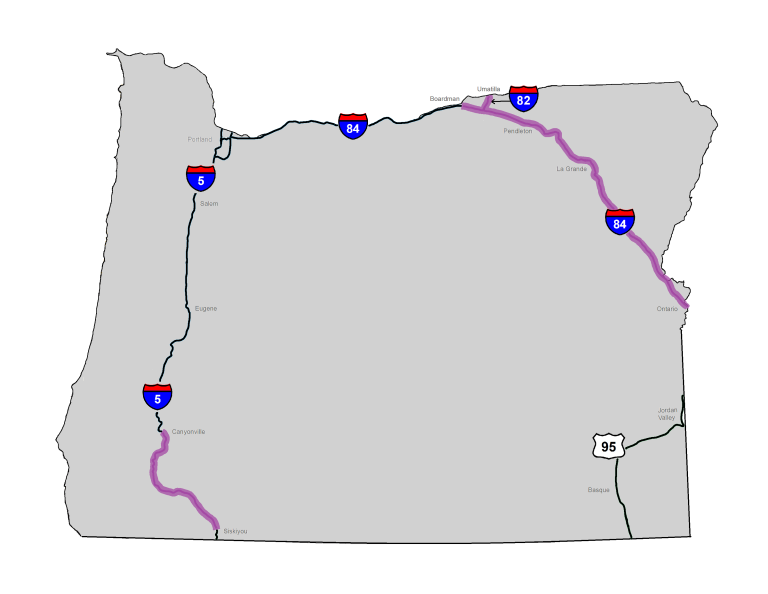 Umatilla
Boardman
82
84
Pendleton
Portland
La Grande
5
Salem
84
Eugene
Ontario
5
Jordan
Valley
Canyonville
95
Basque
Siskiyou